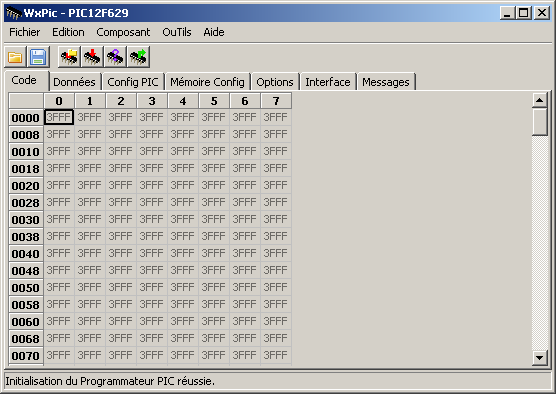 WxPic - PIC12F629
Fichier Edition Composant OuTils Aide
Code Données Config PIC Mémoire Config Options Interface Messages
0 1 2 3 4 5 6 7
0000 3FFF 3FFF 3FFF 3FFF 3FFF 3FFF 3FFF 3FFF
0008 3FFF 3FFF 3FFF 3FFF 3FFF 3FFF 3FFF 3FFF
0010 3FFF 3FFF 3FFF 3FFF 3FFF 3FFF 3FFF 3FFF
0018 3FFF 3FFF 3FFF 3FFF 3FFF 3FFF 3FFF 3FFF
0020 3FFF 3FFF 3FFF 3FFF 3FFF 3FFF 3FFF 3FFF
0028 3FFF 3FFF 3FFF 3FFF 3FFF 3FFF 3FFF 3FFF
0030 3FFF 3FFF 3FFF 3FFF 3FFF 3FFF 3FFF 3FFF
0038 3FFF 3FFF 3FFF 3FFF 3FFF 3FFF 3FFF 3FFF
0040 3FFF 3FFF 3FFF 3FFF 3FFF 3FFF 3FFF 3FFF
0048 3FFF 3FFF 3FFF 3FFF 3FFF 3FFF 3FFF 3FFF
0050 3FFF 3FFF 3FFF 3FFF 3FFF 3FFF 3FFF 3FFF
0058 3FFF 3FFF 3FFF 3FFF 3FFF 3FFF 3FFF 3FFF
0060 3FFF 3FFF 3FFF 3FFF 3FFF 3FFF 3FFF 3FFF
0068 3FFF 3FFF 3FFF 3FFF 3FFF 3FFF 3FFF 3FFF
0070 3FFF 3FFF 3FFF 3FFF 3FFF 3FFF 3FFF 3FFF
Initialisation du Programmateur PIC réussie.